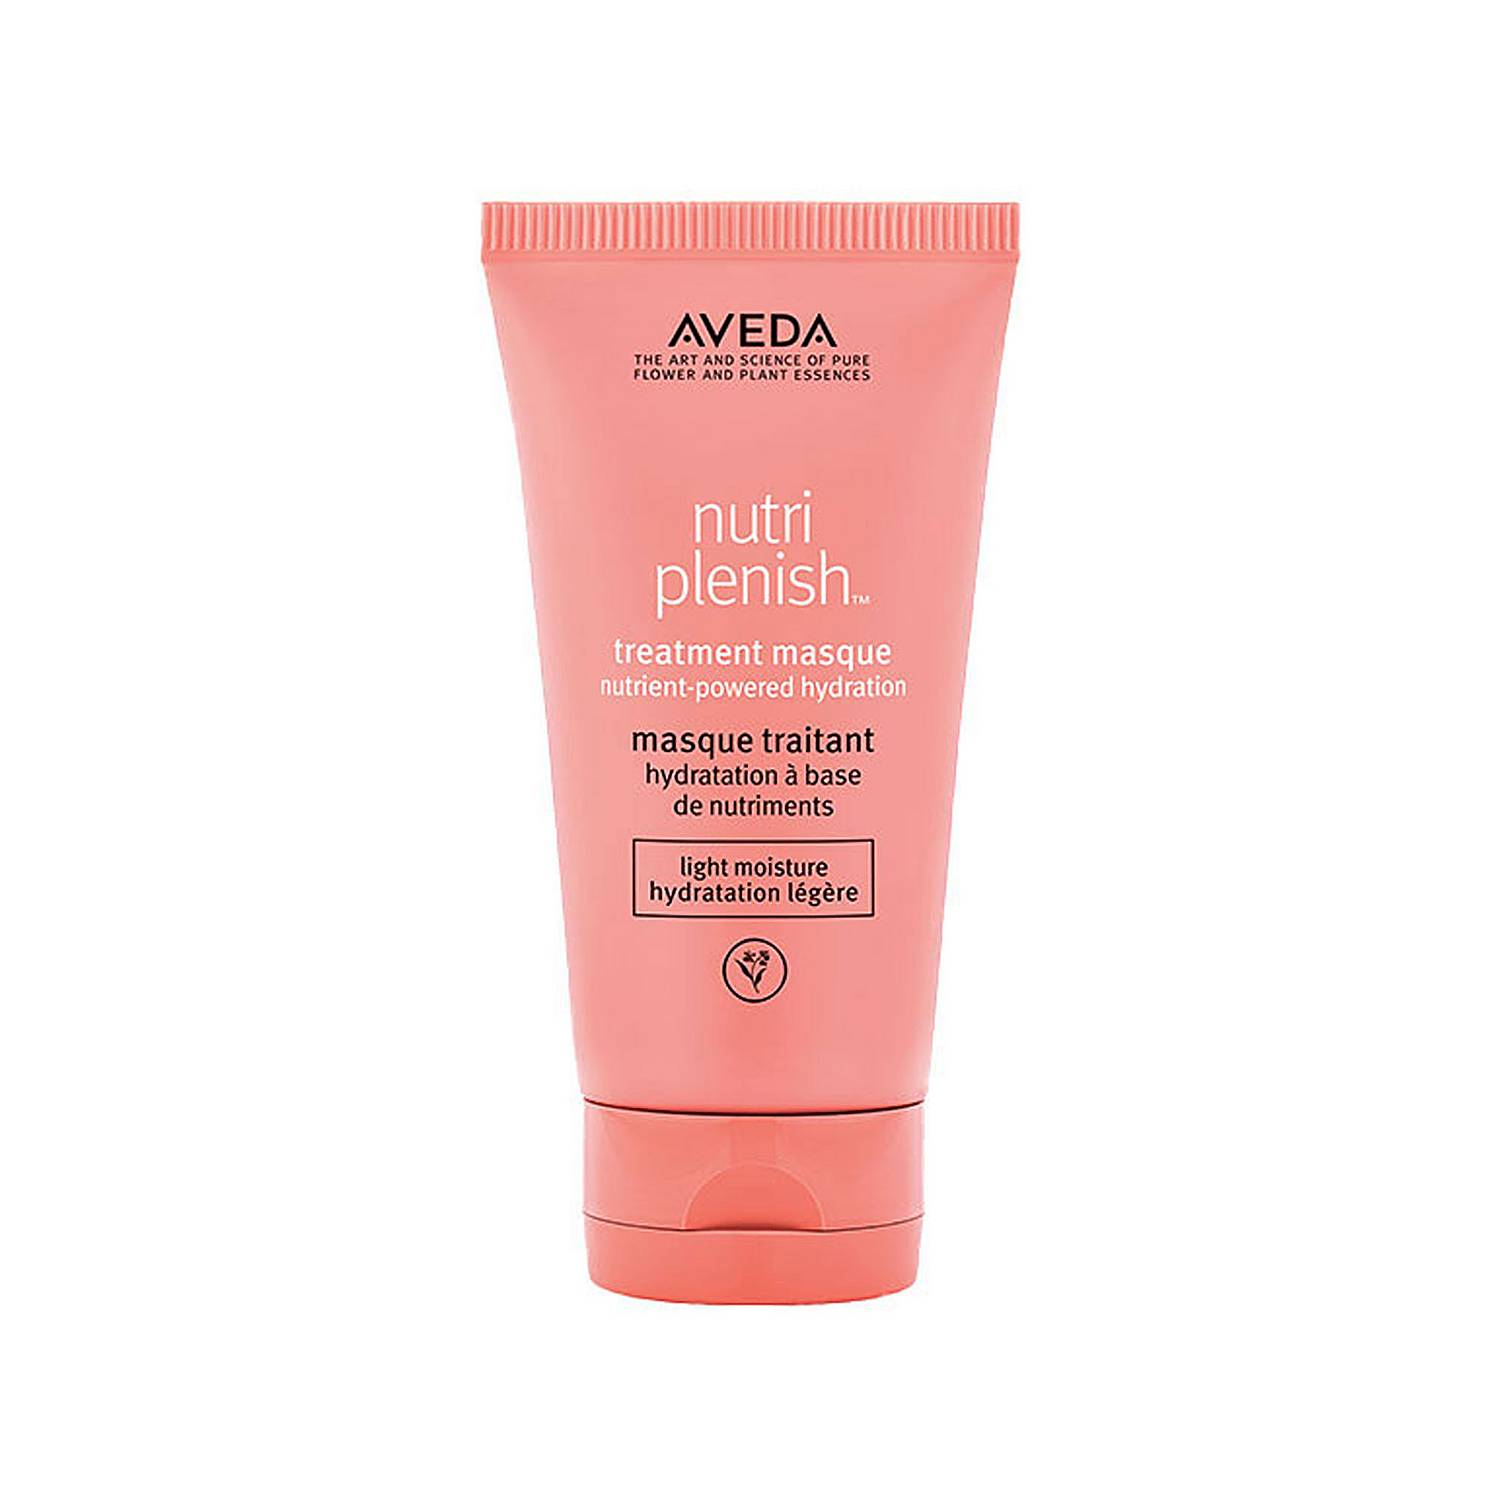 AVEDA
THE ART AND SCIENCE OF PURE
FLOWER AND PLANT ESSENCES
nutri
plenish™
treatment masque
nutrient-powered hydration
masque traitant
hydratation à base
de nutriments
light moisture
hydratation légère